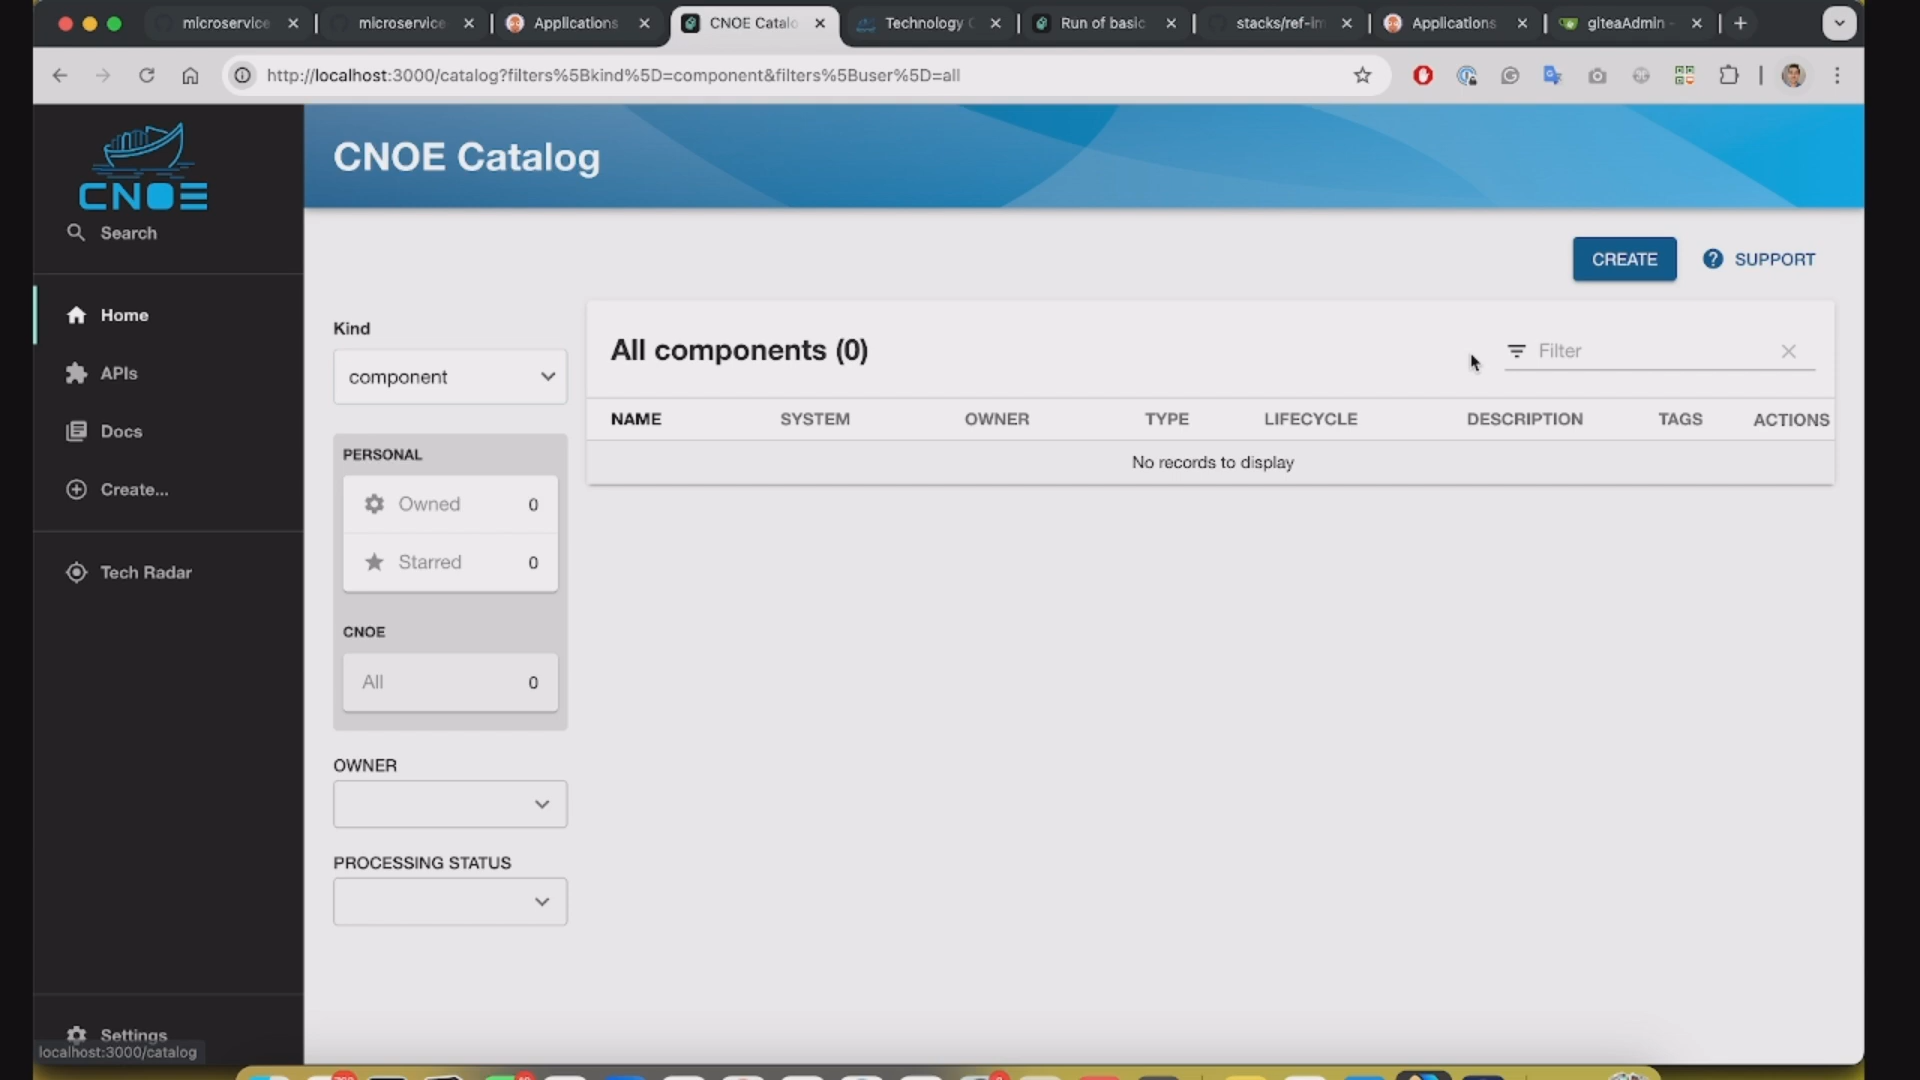 microservice
microservice
Applications
CNOE Catalo
Technology
Run of basic
stacks/ref-im
Applications
giteaAdmin -
http://localhost:3000/catalog?filters%5Bkind%5D=component&filters%5Buser%5D=all
CNOE
Search
Home
APIs
Docs
Create...
Tech Radar
Settings
localhost:3000/catalog
CNOE Catalog
CREATE
SUPPORT
Kind
component
PERSONAL
Owned 0
Starred 0
CNOE
All 0
OWNER
PROCESSING STATUS
All components (0)
Filter
NAME SYSTEM OWNER TYPE LIFECYCLE DESCRIPTION TAGS ACTIONS
No records to display